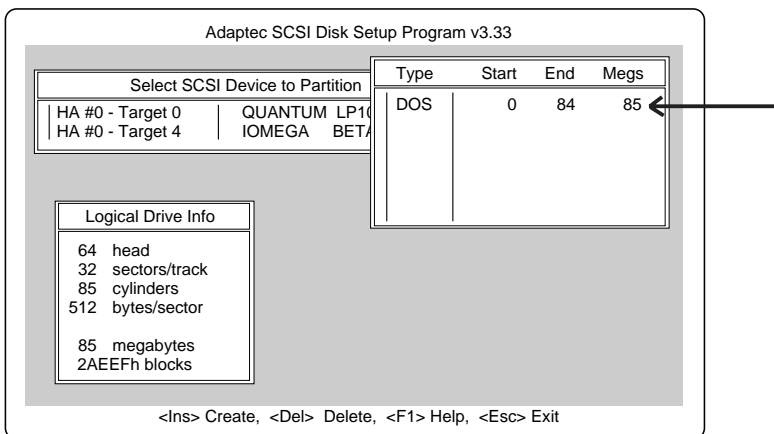 Adaptec SCSI Disk Setup Program v3.33
Select SCSI Device to Partition
HA #0 - Target 0 QUANTUM LP10
HA #0 - Target 4 IOMEGA BETA
Type Start End Megs
DOS 0 84 85
Logical Drive Info
64 head
32 sectors/track
85 cylinders
512 bytes/sector
85 megabytes
2AEEFh blocks
<Ins> Create, <Del> Delete, <F1> Help, <Esc> Exit